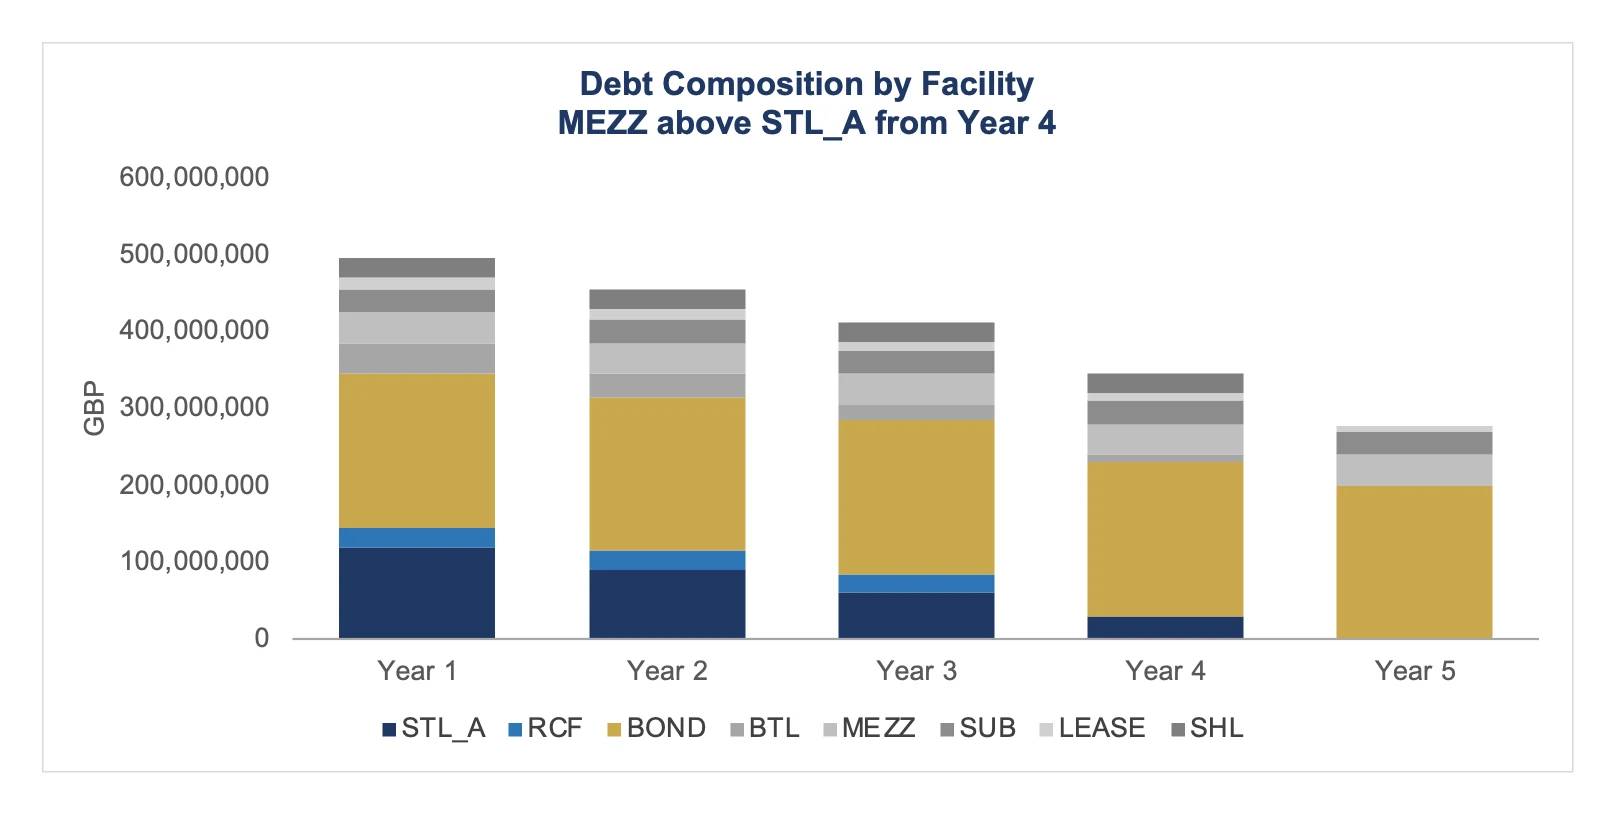 Debt Composition by Facility
MEZZ above STL_A from Year 4
600,000,000
500,000,000
400,000,000
300,000,000
200,000,000
100,000,000
0
GBP
Year 1 Year 2 Year 3 Year 4 Year 5
STL_A RCF BOND BTL MEZZ SUB LEASE SHL